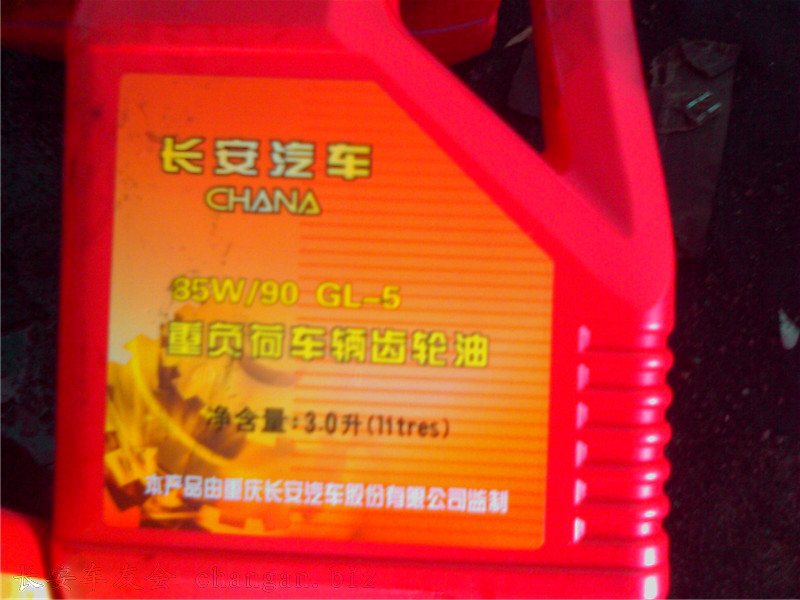 长安汽车
CHANA
85W/90 GL-5
重负荷车辆齿轮油
净含量:3.0升(litres)
本产品由重庆长安汽车股份有限公司监制